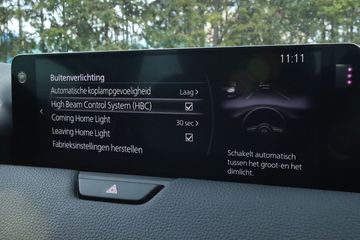 11:11
Buitenverlichting
Automatische koplampgevoeligheid
Laag
High Beam Control System (HBC)
Coming Home Light
30 sec
Leaving Home Light
Fabrieksinstellingen herstellen
Schakelt automatisch
tussen het groot-en het
dimlicht.